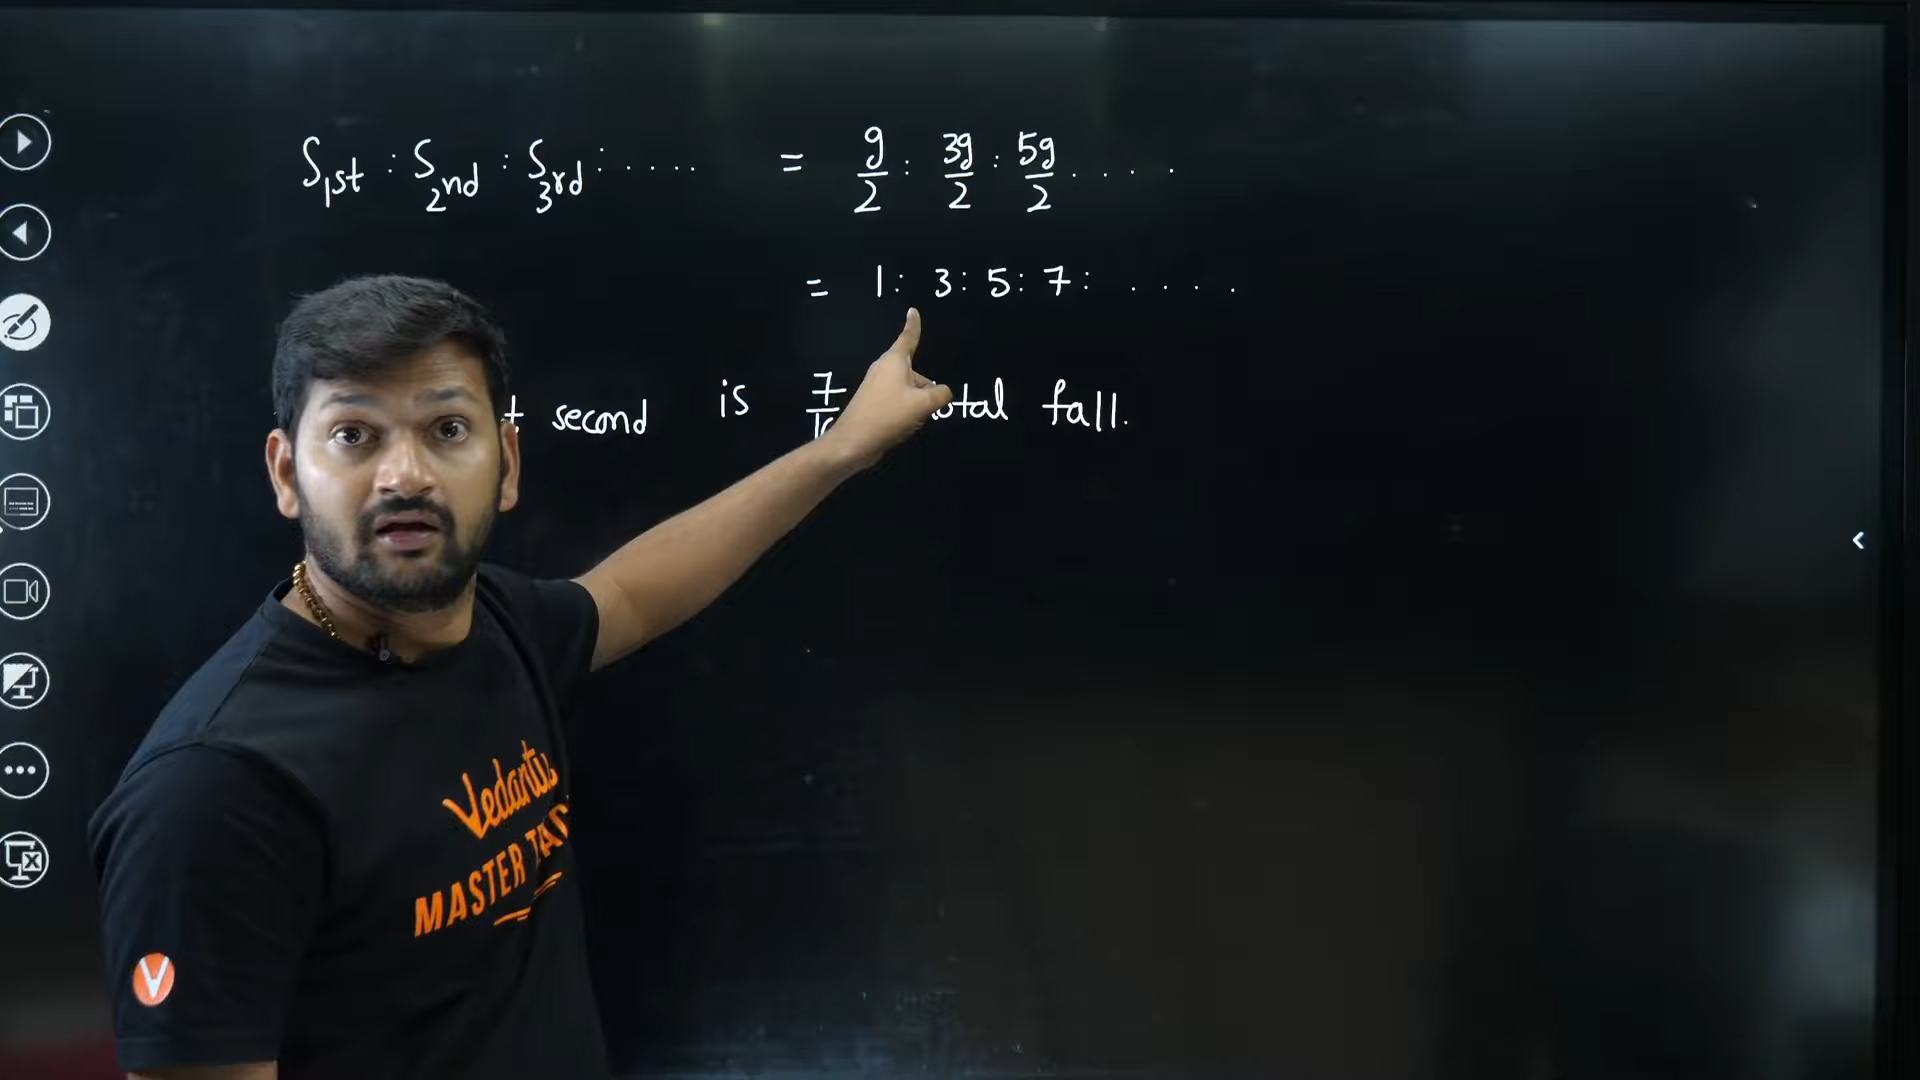 S1st : S2nd : S3rd : ..... = g/2 : 3g/2 : 5g/2 ....
= 1 : 3 : 5 : 7 : ....
second is 7/ fall.
Vedantu
MASTER